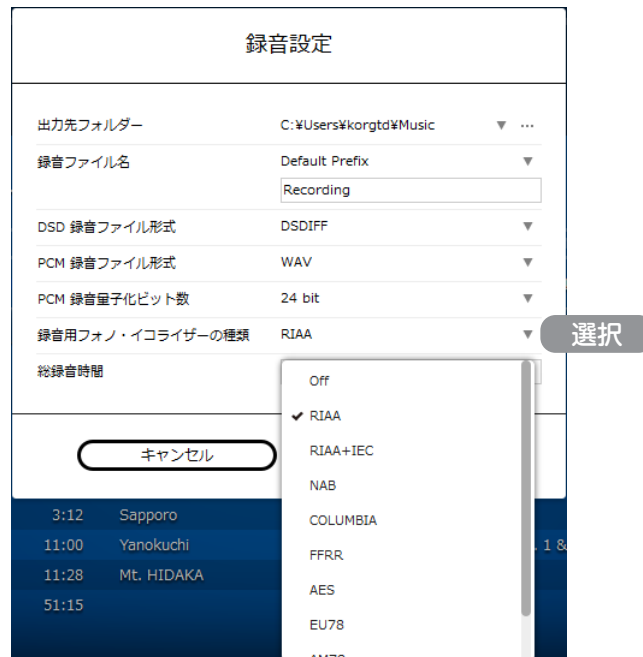 録音設定
出力先フォルダー C:¥Users¥korgtd¥Music ▼ ...
録音ファイル名 Default Prefix ▼
Recording
DSD 録音ファイル形式 DSDIFF ▼
PCM 録音ファイル形式 WAV ▼
PCM 録音量子化ビット数 24 bit ▼
録音用フォノ・イコライザーの種類 RIAA ▼ 選択
総録音時間
Off
✔ RIAA
キャンセル RIAA+IEC
NAB
3:12 Sapporo COLUMBIA
11:00 Yanokuchi FFRR . 1 &
11:28 Mt. HIDAKA AES
51:15 EU78